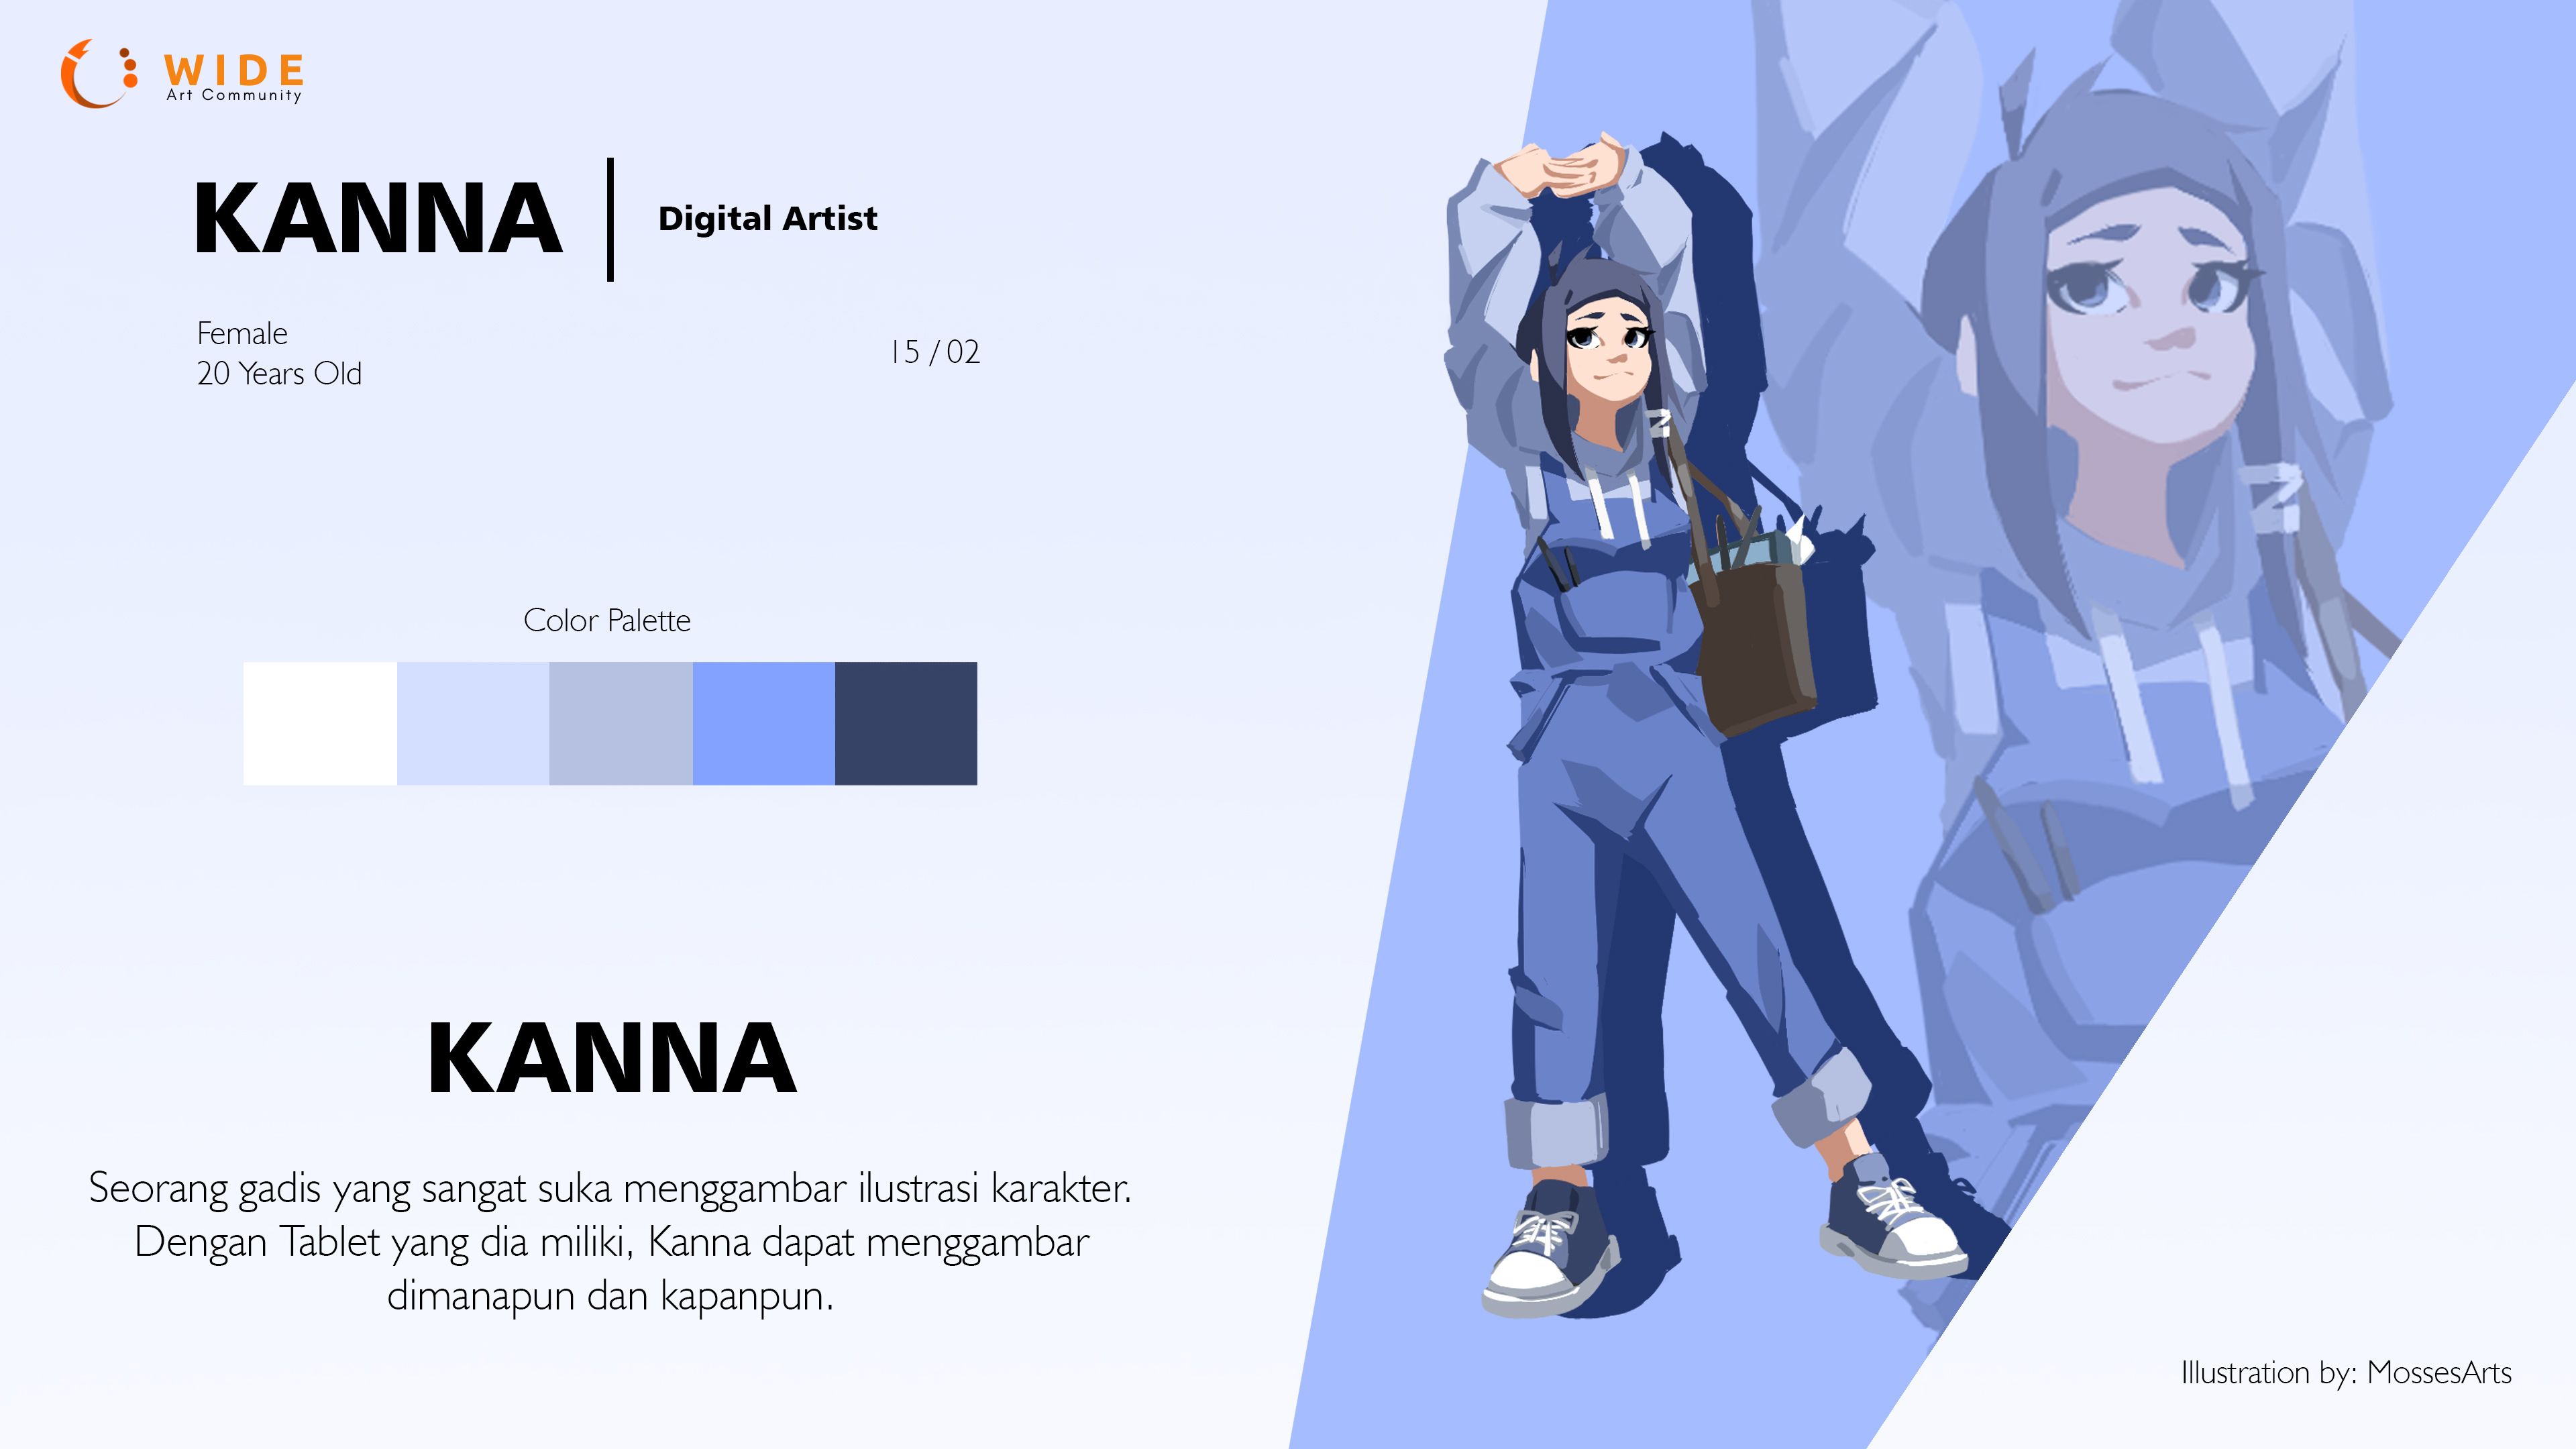 WIDE
Art Community
KANNA
Digital Artist
Female
20 Years Old
15 / 02
Color Palette
KANNA
Seorang gadis yang sangat suka menggambar ilustrasi karakter.
Dengan Tablet yang dia miliki, Kanna dapat menggambar
dimanapun dan kapanpun.
Illustration by: MossesArts